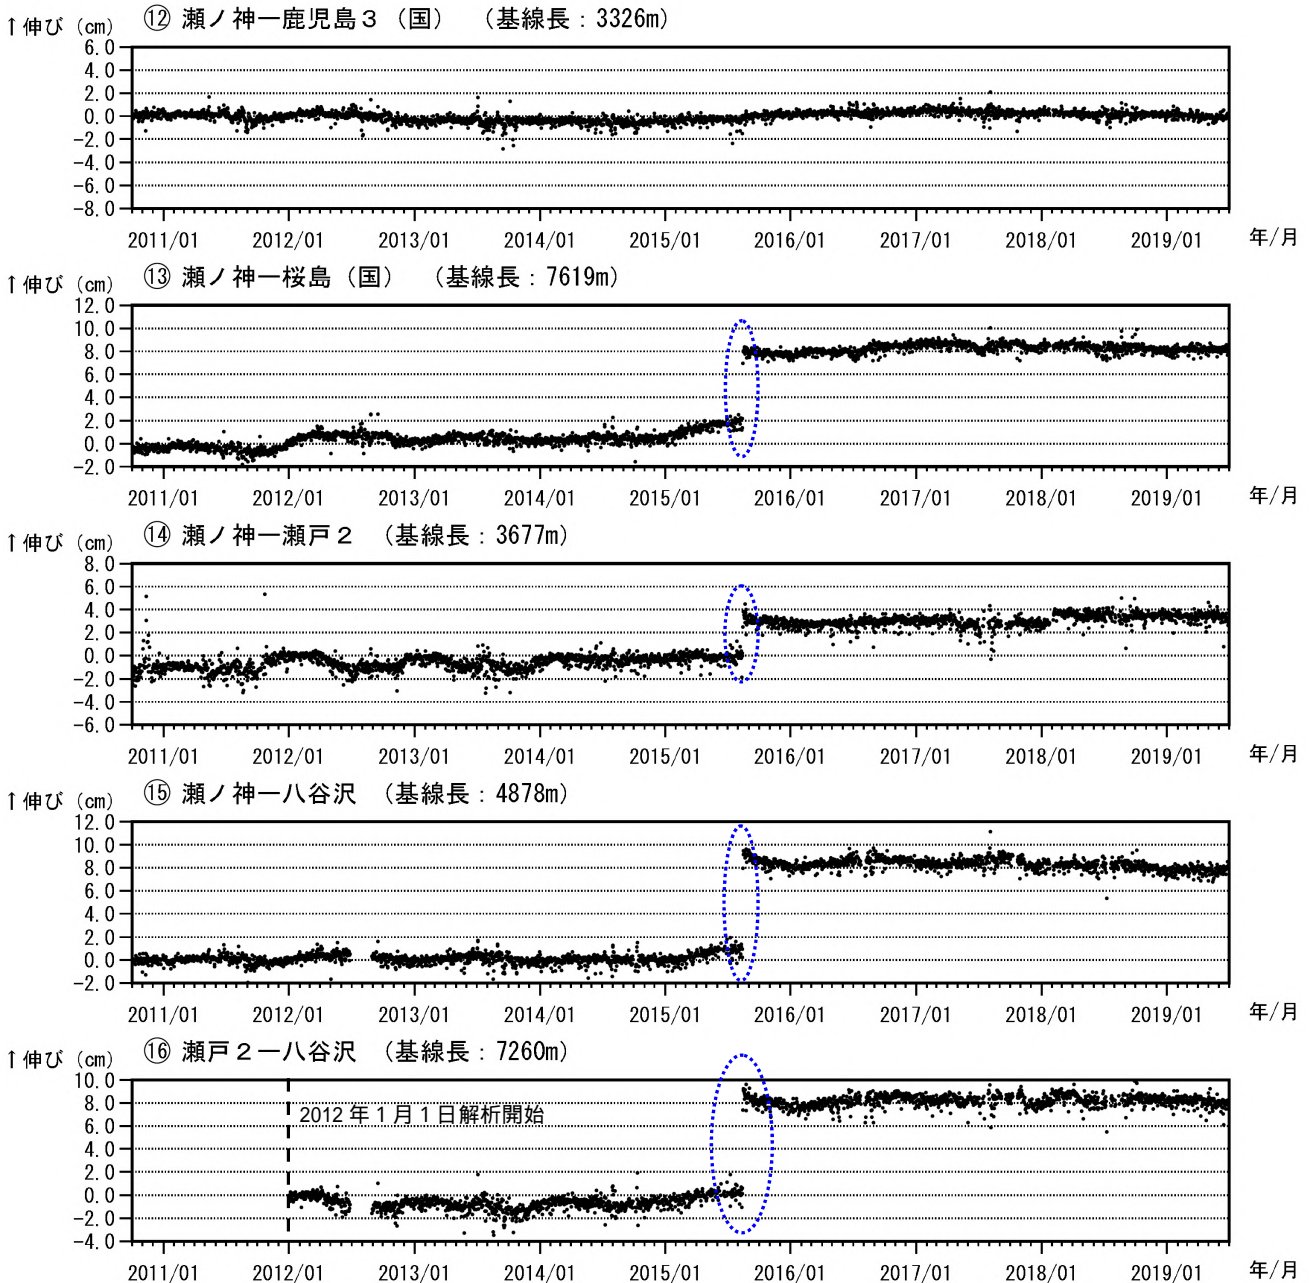 ⑫ 瀬ノ神－鹿児島３（国）　（基線長：3326m）
↑伸び（cm）
6.0
4.0
2.0
0.0
-2.0
-4.0
-6.0
-8.0
2011/01 2012/01 2013/01 2014/01 2015/01 2016/01 2017/01 2018/01 2019/01 年/月
⑬ 瀬ノ神－桜島（国）　（基線長：7619m）
↑伸び（cm）
12.0
10.0
8.0
6.0
4.0
2.0
0.0
-2.0
2011/01 2012/01 2013/01 2014/01 2015/01 2016/01 2017/01 2018/01 2019/01 年/月
⑭ 瀬ノ神－瀬戸２　（基線長：3677m）
↑伸び（cm）
8.0
6.0
4.0
2.0
0.0
-2.0
-4.0
-6.0
2011/01 2012/01 2013/01 2014/01 2015/01 2016/01 2017/01 2018/01 2019/01 年/月
⑮ 瀬ノ神－八谷沢　（基線長：4878m）
↑伸び（cm）
12.0
10.0
8.0
6.0
4.0
2.0
0.0
-2.0
2011/01 2012/01 2013/01 2014/01 2015/01 2016/01 2017/01 2018/01 2019/01 年/月
⑯ 瀬戸２－八谷沢　（基線長：7260m）
↑伸び（cm）
10.0
8.0
2012年１月１日解析開始
6.0
4.0
2.0
0.0
-2.0
-4.0
2011/01 2012/01 2013/01 2014/01 2015/01 2016/01 2017/01 2018/01 2019/01 年/月